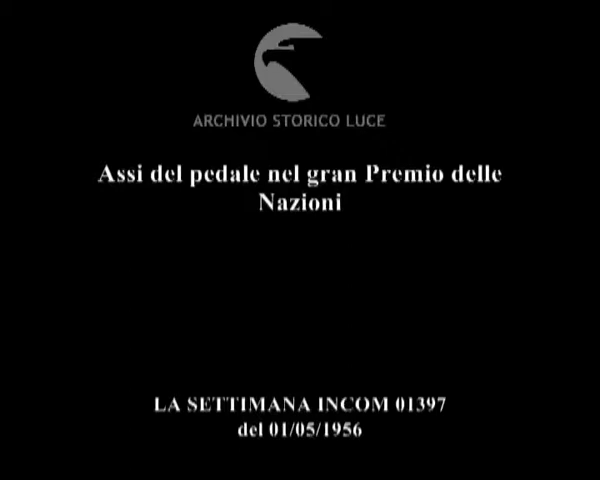 ARCHIVIO STORICO LUCE
Assi del pedale nel gran Premio delle
Nazioni
LA SETTIMANA INCOM 01397
del 01/05/1956